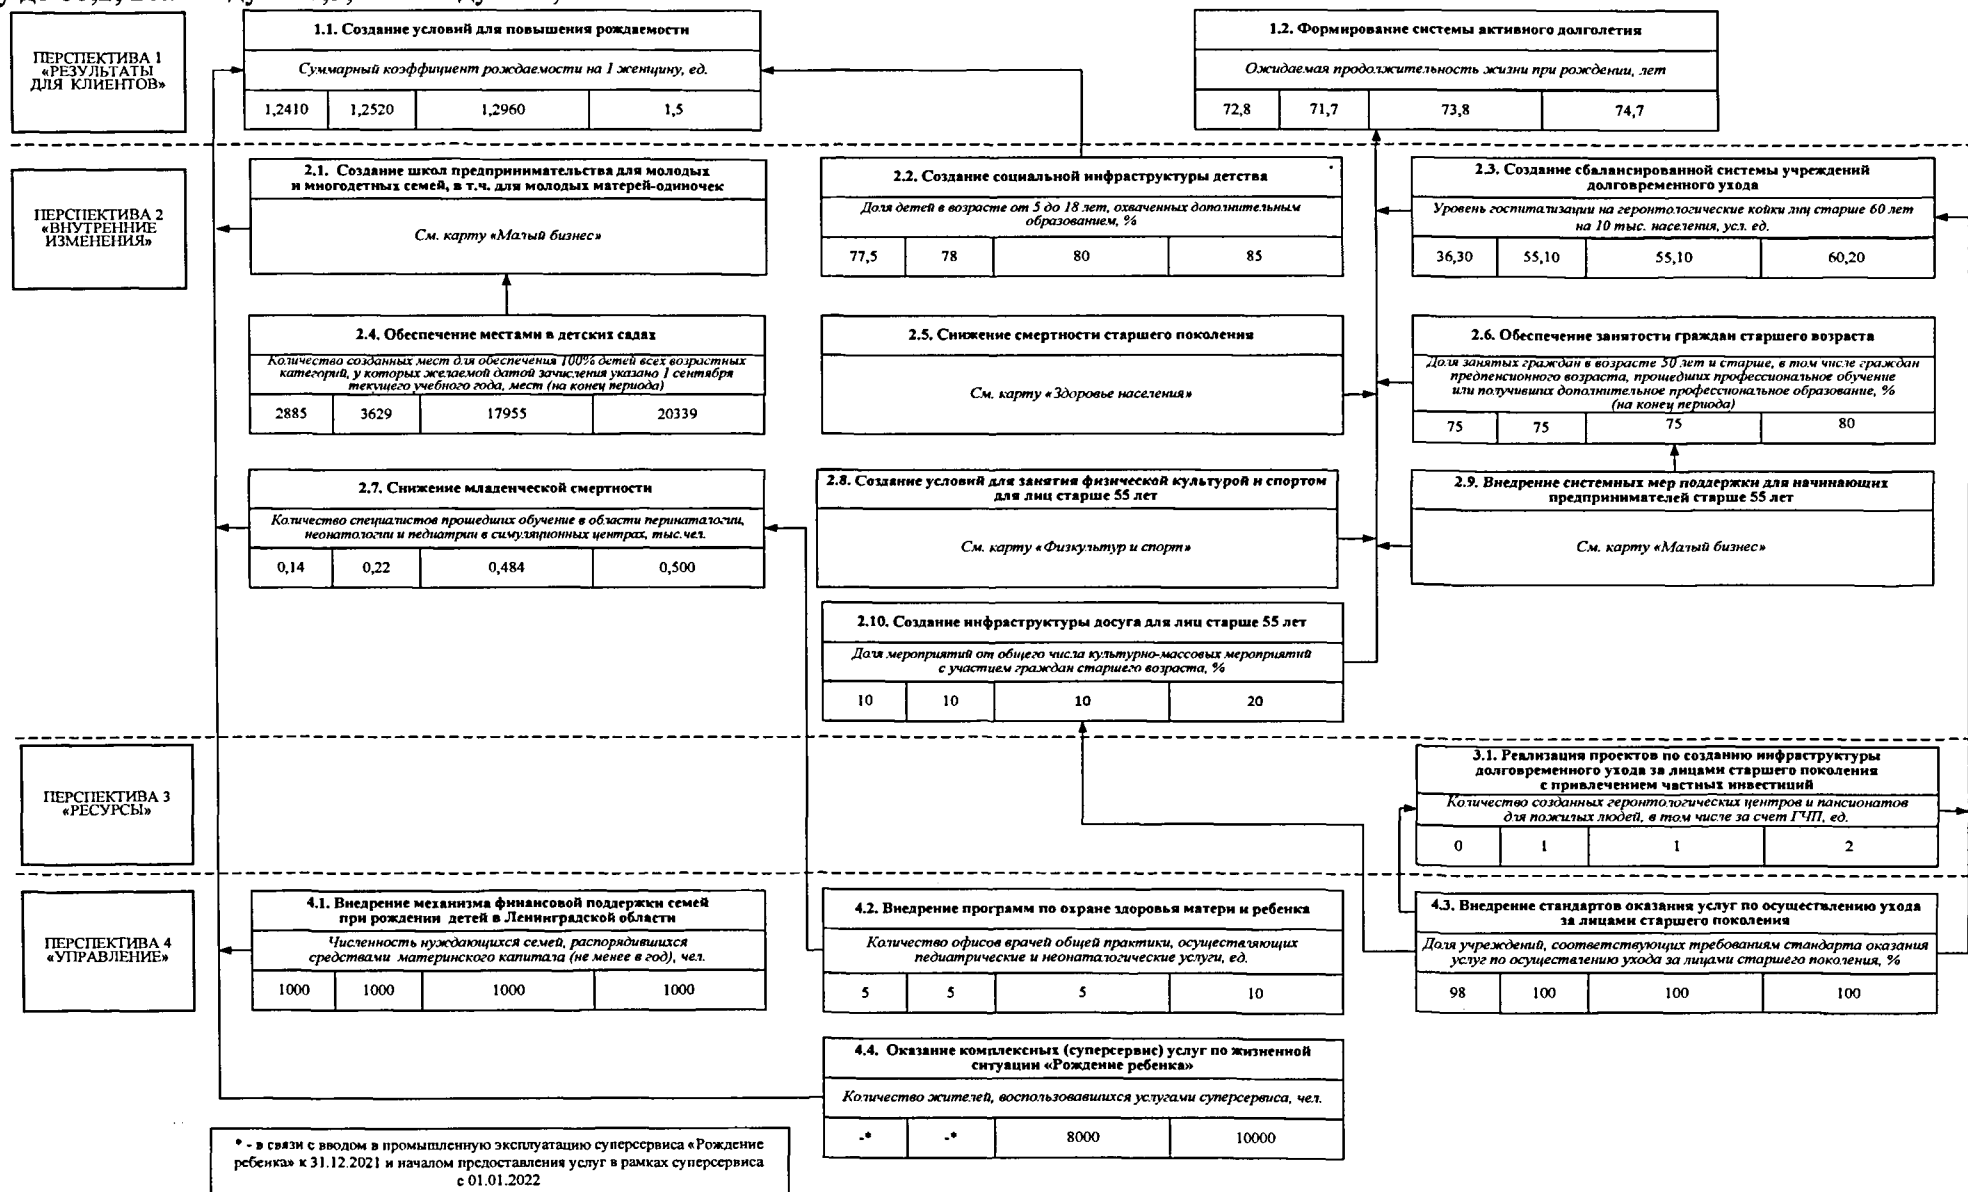 ПЕРСПЕКТИВА 1
«РЕЗУЛЬТАТЫ
ДЛЯ КЛИЕНТОВ»
1.1. Создание условий для повышения рождаемости
Суммарный коэффициент рождаемости на 1 женщину, ед.
1,2410 1,2520 1,2960 1,5
1.2. Формирование системы активного долголетия
Ожидаемая продолжительность жизни при рождении, лет
72,8 71,7 73,8 74,7
ПЕРСПЕКТИВА 2
«ВНУТРЕННИЕ
ИЗМЕНЕНИЯ»
2.1. Создание школ предпринимательства для молодых
и многодетных семей, в т.ч. для молодых матерей-одиночек
См. карту «Малый бизнес»
2.2. Создание социальной инфраструктуры детства
Доля детей в возрасте от 5 до 18 лет, охваченных дополнительным
образованием, %
77,5 78 80 85
2.3. Создание сбалансированной системы учреждений
долговременного ухода
Уровень госпитализации на геронтологические койки лиц старше 60 лет
на 10 тыс. населения, усл. ед.
36,30 55,10 55,10 60,20
2.4. Обеспечение местами в детских садах
Количество созданных мест для обеспечения 100% детей всех возрастных
категорий, у которых желаемой датой зачисления указано 1 сентября
текущего учебного года, мест (на конец периода)
2885 3629 17955 20339
2.5. Снижение смертности старшего поколения
См. карту «Здоровье населения»
2.6. Обеспечение занятости граждан старшего возраста
Доля занятых граждан в возрасте 50 лет и старше, в том числе граждан
предпенсионного возраста, прошедших профессиональное обучение
или получивших дополнительное профессиональное образование, %
(на конец периода)
75 75 75 80
2.7. Снижение младенческой смертности
Количество специалистов прошедших обучение в области перинаталогии,
неонатологии и педиатрии в симуляционных центрах, тыс.чел.
0,14 0,22 0,484 0,500
2.8. Создание условий для занятия физической культурой и спортом
для лиц старше 55 лет
См. карту «Физкультур и спорт»
2.9. Внедрение системных мер поддержки для начинающих
предпринимателей старше 55 лет
См. карту «Малый бизнес»
2.10. Создание инфраструктуры досуга для лиц старше 55 лет
Доля мероприятий от общего числа культурно-массовых мероприятий
с участием граждан старшего возраста, %
10 10 10 20
ПЕРСПЕКТИВА 3
«РЕСУРСЫ»
3.1. Реализация проектов по созданию инфраструктуры
долговременного ухода за лицами старшего поколения
с привлечением частных инвестиций
Количество созданных геронтологических центров и пансионатов
для пожилых людей, в том числе за счет ГЧП, ед.
0 1 1 2
ПЕРСПЕКТИВА 4
«УПРАВЛЕНИЕ»
4.1. Внедрение механизма финансовой поддержки семей
при рождении детей в Ленинградской области
Численность нуждающихся семей, распорядившихся
средствами материнского капитала (не менее в год), чел.
1000 1000 1000 1000
4.2. Внедрение программ по охране здоровья матери и ребенка
Количество офисов врачей общей практики, осуществляющих
педиатрические и неонаталогические услуги, ед.
5 5 5 10
4.3. Внедрение стандартов оказания услуг по осуществлению ухода
за лицами старшего поколения
Доля учреждений, соответствующих требованиям стандарта оказания
услуг по осуществлению ухода за лицами старшего поколения, %
98 100 100 100
4.4. Оказание комплексных (суперсервис) услуг по жизненной
ситуации «Рождение ребенка»
Количество жителей, воспользовавшихся услугами суперсервиса, чел.
-* -* 8000 10000
* - в связи с вводом в промышленную эксплуатацию суперсервиса «Рождение
ребенка» к 31.12.2021 и началом предоставления услуг в рамках суперсервиса
с 01.01.2022